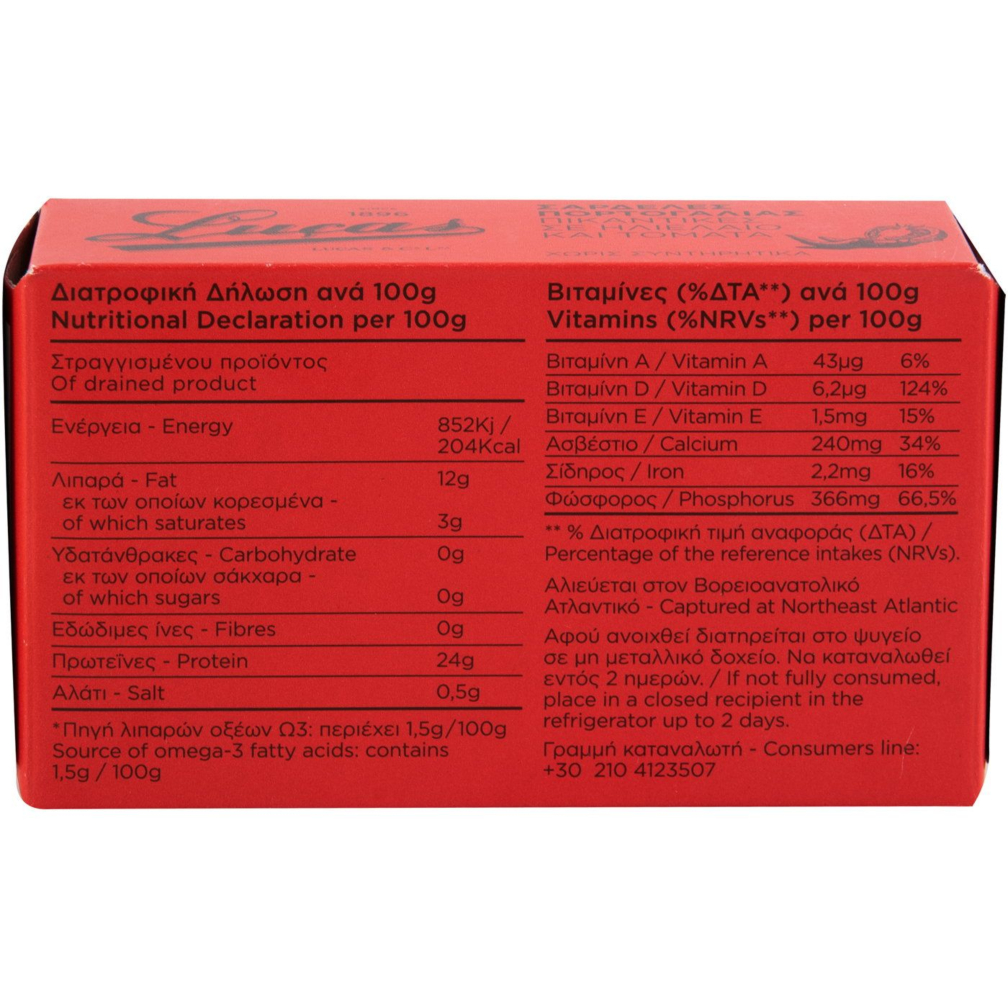 Lucas
1896
ΣΑΡΔΕΛΕΣ
ΠΟΡΤΟΓΑΛΙΑΣ
ΠΙΚΑΝΤΙΚΕΣ
ΣΕ ΗΛΙΕΛΑΙΟ
ΚΑΙ ΤΟΜΑΤΑ
ΧΩΡΙΣ ΣΥΝΤΗΡΗΤΙΚΑ
Διατροφική Δήλωση ανά 100g
Nutritional Declaration per 100g
Στραγγισμένου προϊόντος
Of drained product
Ενέργεια - Energy 852Kj / 204Kcal
Λιπαρά - Fat 12g
εκ των οποίων κορεσμένα -
of which saturates 3g
Υδατάνθρακες - Carbohydrate 0g
εκ των οποίων σάκχαρα -
of which sugars 0g
Εδώδιμες ίνες - Fibres 0g
Πρωτεΐνες - Protein 24g
Αλάτι - Salt 0,5g
*Πηγή λιπαρών οξέων Ω3: περιέχει 1,5g/100g
Source of omega-3 fatty acids: contains
1,5g / 100g
Βιταμίνες (%ΔΤΑ**) ανά 100g
Vitamins (%NRVs**) per 100g
Βιταμίνη A / Vitamin A 43µg 6%
Βιταμίνη D / Vitamin D 6,2µg 124%
Βιταμίνη E / Vitamin E 1,5mg 15%
Ασβέστιο / Calcium 240mg 34%
Σίδηρος / Iron 2,2mg 16%
Φώσφορος / Phosphorus 366mg 66,5%
** % Διατροφική τιμή αναφοράς (ΔΤΑ) /
Percentage of the reference intakes (NRVs).
Αλιεύεται στον Βορειοανατολικό
Ατλαντικό - Captured at Northeast Atlantic
Αφού ανοιχθεί διατηρείται στο ψυγείο
σε μη μεταλλικό δοχείο. Να καταναλωθεί
εντός 2 ημερών. / If not fully consumed,
place in a closed recipient in the
refrigerator up to 2 days.
Γραμμή καταναλωτή - Consumers line:
+30 210 4123507